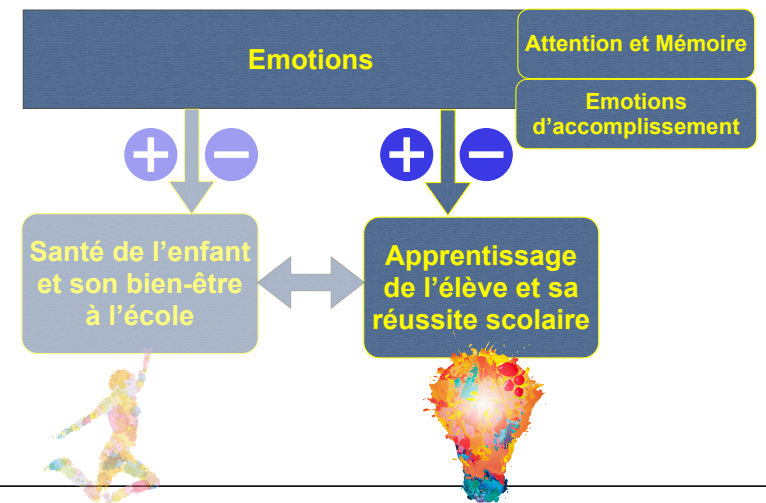 Emotions
Attention et Mémoire
Emotions
d’accomplissement
Santé de l’enfant
et son bien-être
à l’école
Apprentissage
de l’élève et sa
réussite scolaire